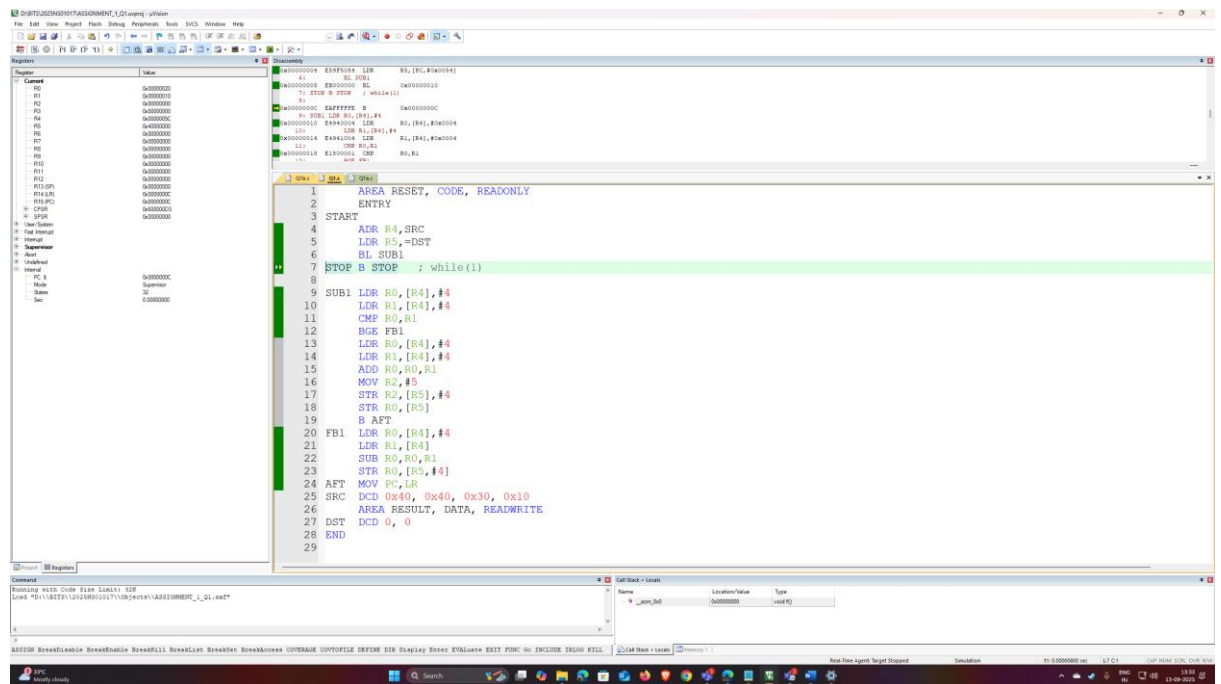 D:\BITS\2025NS01017\ASSIGNMENT_1_Q1.uvproj - µVision
File Edit View Project Flash Debug Peripherals Tools SVCS Window Help
Registers
Register Value
Current
R0 0x00000020
R1 0x00000010
R2 0x00000000
R3 0x00000000
R4 0x0000005C
R5 0x40000000
R6 0x00000000
R7 0x00000000
R8 0x00000000
R9 0x00000000
R10 0x00000000
R11 0x00000000
R12 0x00000000
R13 (SP) 0x00000000
R14 (LR) 0x0000000C
R15 (PC) 0x0000000C
CPSR 0x600000D3
SPSR 0x00000000
User/System
Fast Interrupt
Interrupt
Supervisor
Abort
Undefined
Internal
PC $ 0x0000000C
Mode Supervisor
States 32
Sec 0.00000800
Project Registers
Disassembly
0x00000004 E59F5054 LDR R5,[PC,#0x0054]
6: BL SUB1
0x00000008 EB000000 BL 0x00000010
7: STOP B STOP ; while(1)
8:
0x0000000C EAFFFFFE B 0x0000000C
9: SUB1 LDR R0,[R4],#4
0x00000010 E4940004 LDR R0,[R4],#0x0004
10: LDR R1,[R4],#4
0x00000014 E4941004 LDR R1,[R4],#0x0004
11: CMP R0,R1
0x00000018 E1500001 CMP R0,R1
12: BGE FB1
Q1b.s Q1.s Q1a.s
1 AREA RESET, CODE, READONLY
2 ENTRY
3 START
4 ADR R4,SRC
5 LDR R5,=DST
6 BL SUB1
7 STOP B STOP ; while(1)
8
9 SUB1 LDR R0,[R4],#4
10 LDR R1,[R4],#4
11 CMP R0,R1
12 BGE FB1
13 LDR R0,[R4],#4
14 LDR R1,[R4],#4
15 ADD R0,R0,R1
16 MOV R2,#5
17 STR R2,[R5],#4
18 STR R0,[R5]
19 B AFT
20 FB1 LDR R0,[R4],#4
21 LDR R1,[R4]
22 SUB R0,R0,R1
23 STR R0,[R5,#4]
24 AFT MOV PC,LR
25 SRC DCD 0x40, 0x40, 0x30, 0x10
26 AREA RESULT, DATA, READWRITE
27 DST DCD 0, 0
28 END
29
Command
Running with Code Size Limit: 32K
Load "D:\\BITS\\2025NS01017\\Objects\\ASSIGNMENT_1_Q1.axf"
>
ASSIGN BreakDisable BreakEnable BreakKill BreakList BreakSet BreakAccess COVERAGE COVTOFILE DEFINE DIR Display Enter EVALuate EXIT FUNC Go INCLUDE IRLOG KILL
Call Stack + Locals
Name Location/Value Type
__asm_0x0 0x00000000 void f()
Call Stack + Locals Memory 1
Real-Time Agent: Target Stopped Simulation t1: 0.00000800 sec L:7 C:1 CAP NUM SCRL OVR R/W
33°C
Mostly cloudy
Search
ENG
IN
13:33
13-09-2025